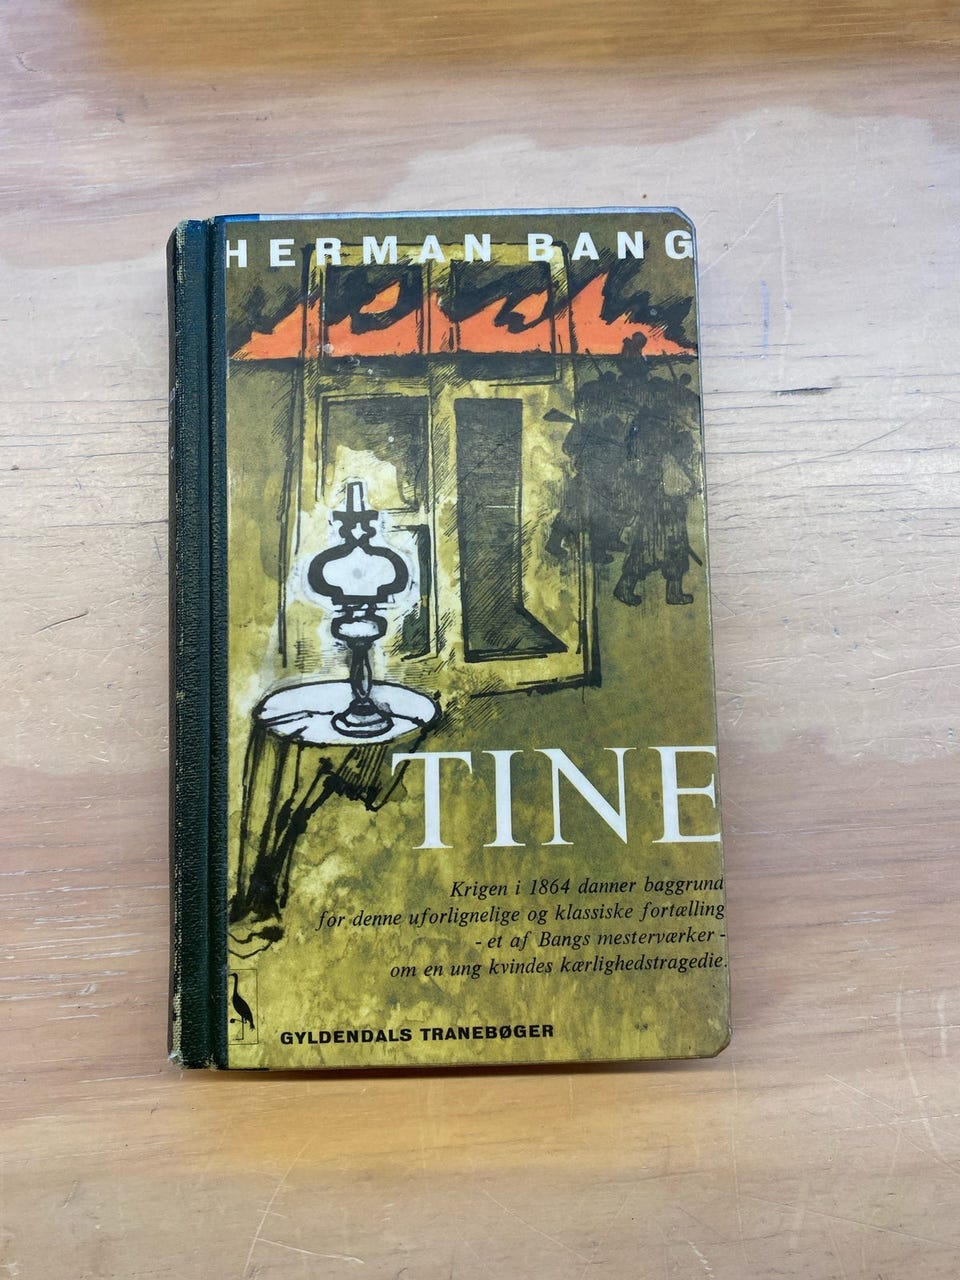 HERMAN BANG
TINE
Krigen i 1864 danner baggrund
for denne uforlignelige og klassiske fortælling
- et af Bangs mesterværker -
om en ung kvindes kærlighedstragedie.
GYLDENDALS TRANEBØGER